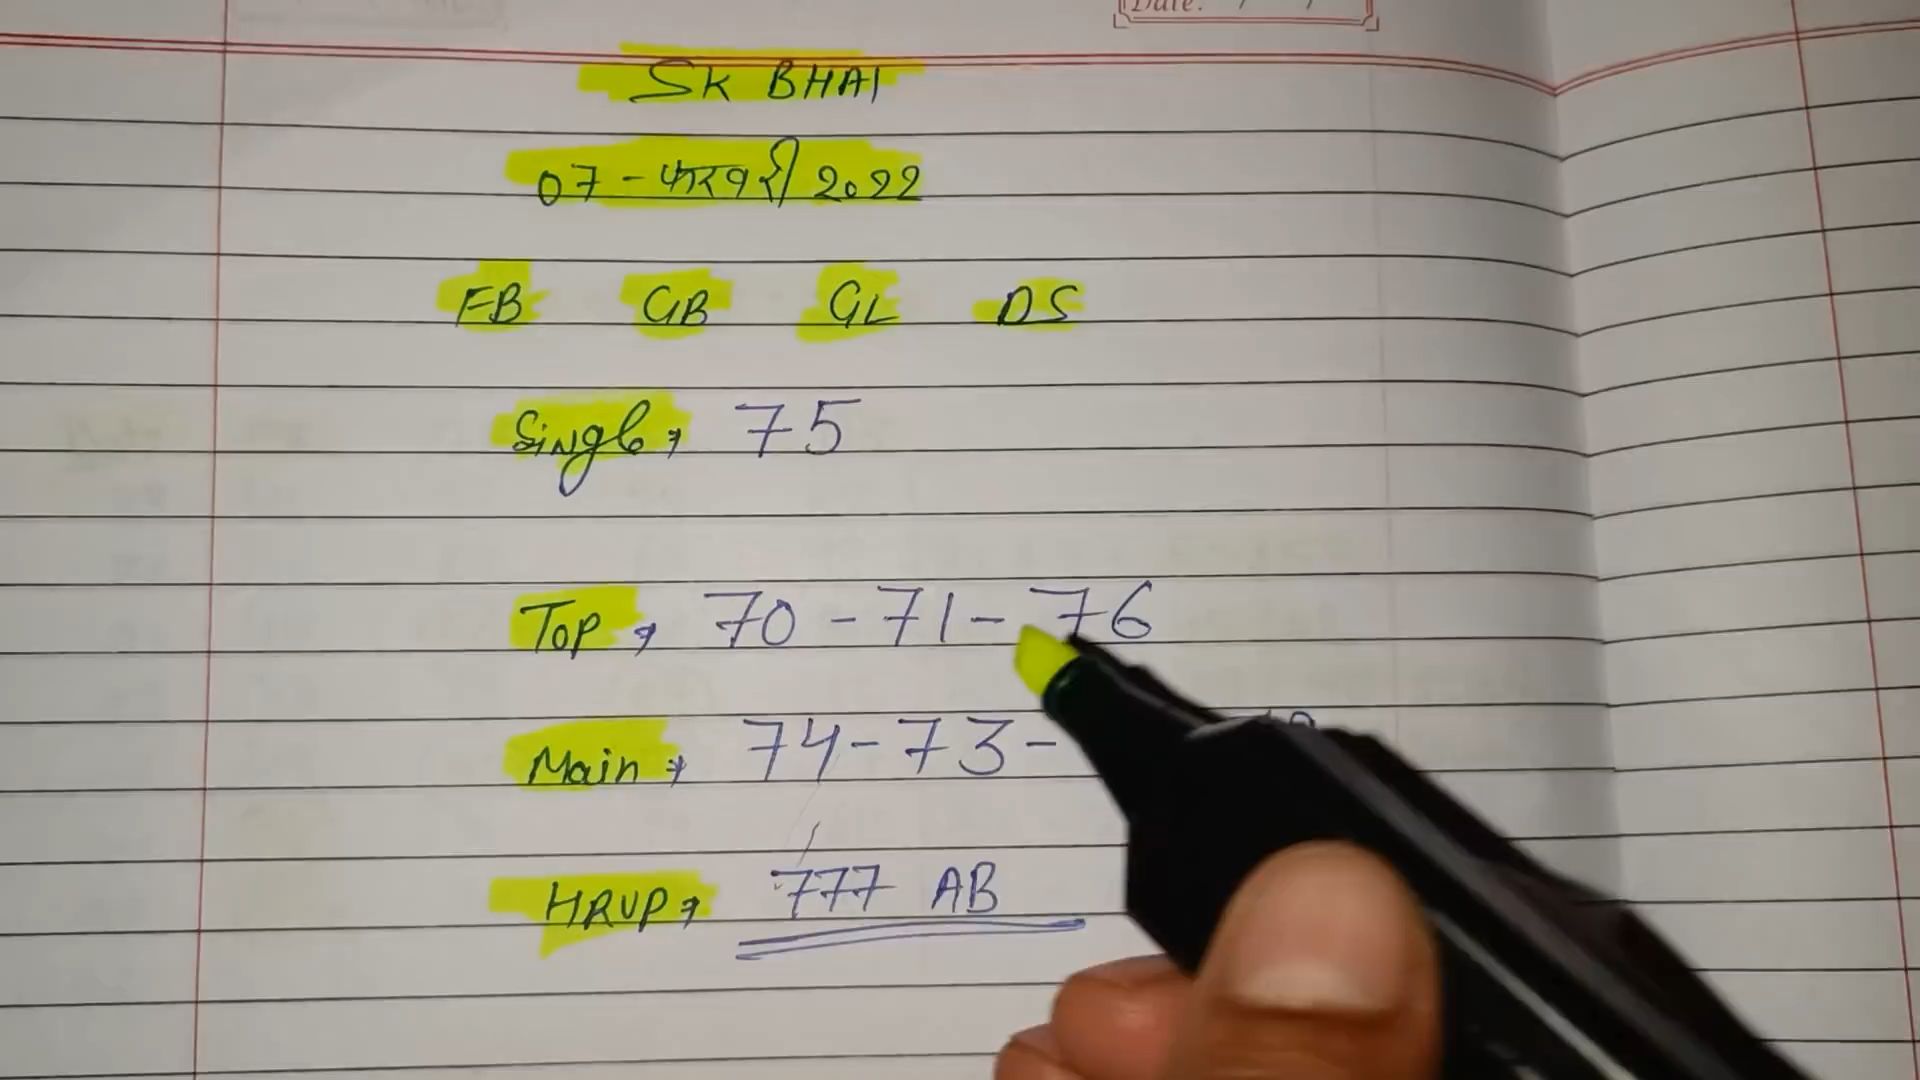 Date:
SK BHAI
07 - फरवरी 2022
FB GB GL DS
Single → 75
Top → 70 - 71 - 76
Main → 74 - 73 -
HRUP → 777 AB